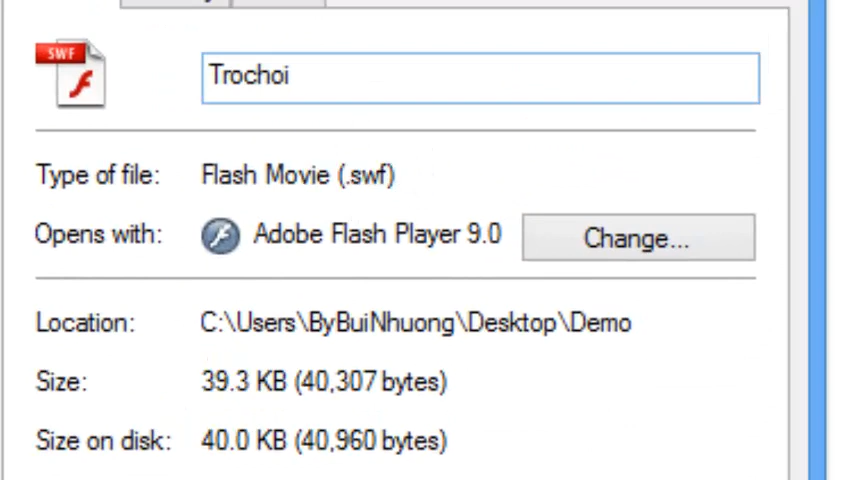 SWF
Trochoi
Type of file: Flash Movie (.swf)
Opens with: Adobe Flash Player 9.0 Change...
Location: C:\Users\ByBuiNhuong\Desktop\Demo
Size: 39.3 KB (40,307 bytes)
Size on disk: 40.0 KB (40,960 bytes)